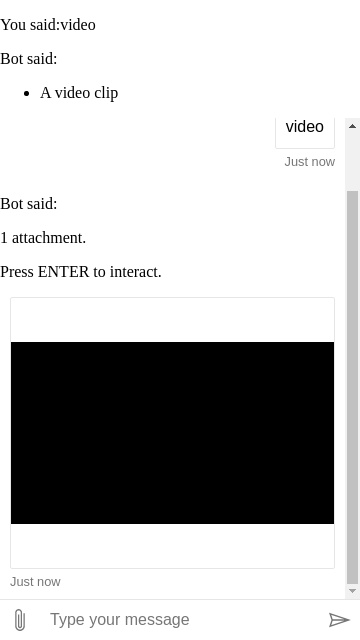 You said:video
Bot said:
A video clip
video
Just now
Bot said:
1 attachment.
Press ENTER to interact.
Just now
Type your message